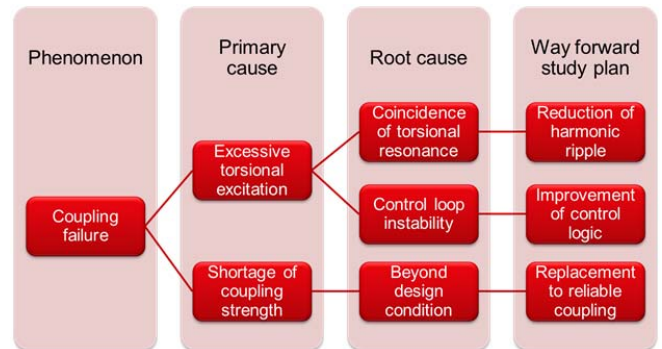 Phenomenon
Primary
cause
Root cause
Way forward
study plan
Coupling
failure
Excessive
torsional
excitation
Shortage of
coupling
strength
Coincidence
of torsional
resonance
Control loop
instability
Beyond
design
condition
Reduction of
harmonic
ripple
Improvement
of control
logic
Replacement
to reliable
coupling